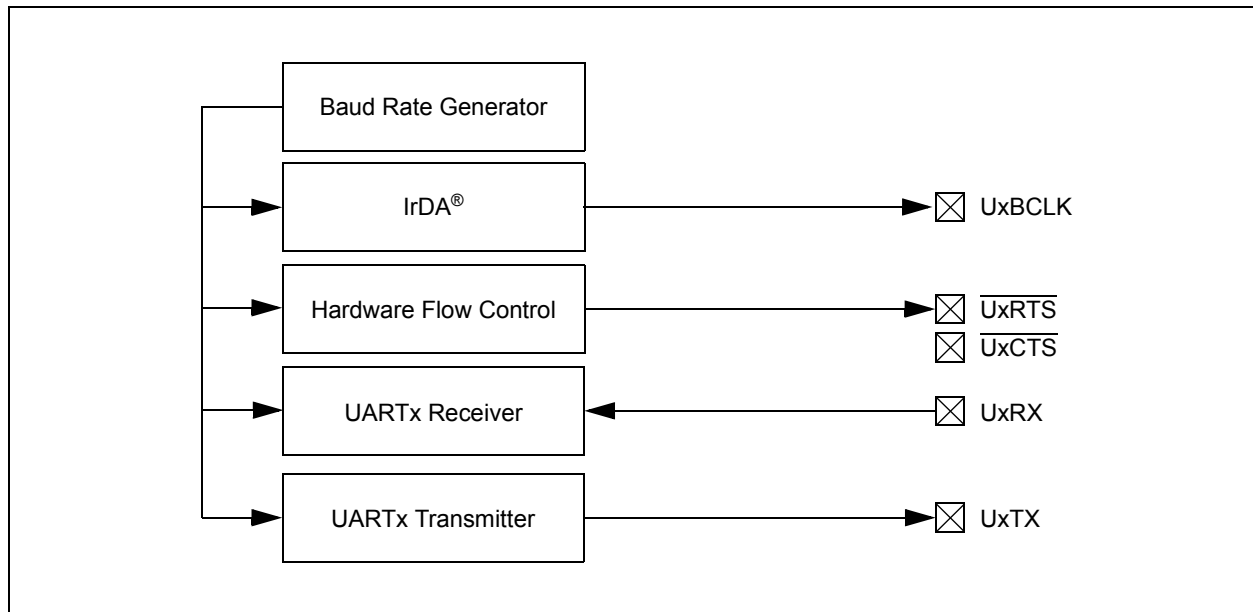 Baud Rate Generator
IrDA®
UxBCLK
Hardware Flow Control
UxRTS
UxCTS
UARTx Receiver
UxRX
UARTx Transmitter
UxTX